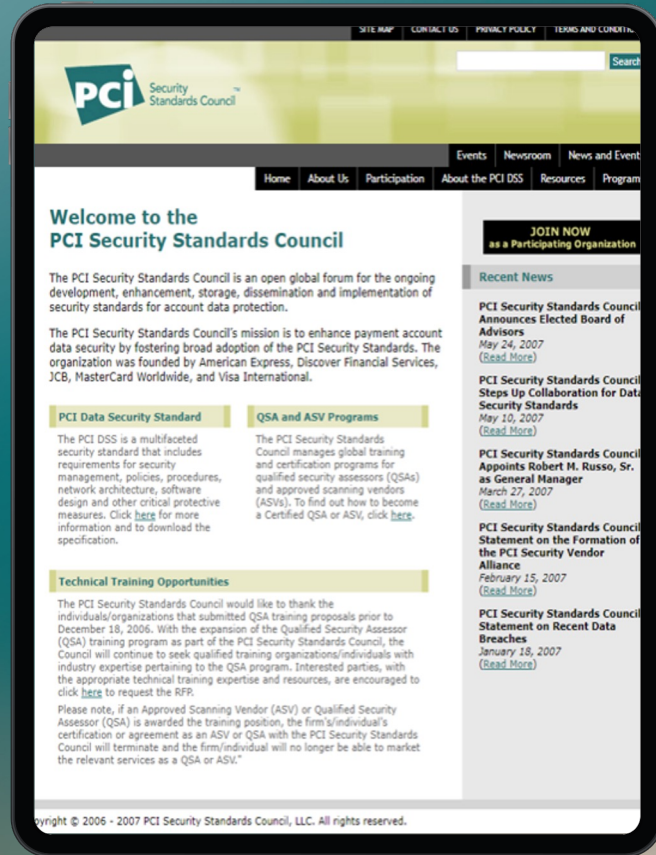 SITE MAP CONTACT US PRIVACY POLICY TERMS AND CONDITIO
Search
PCI Security
Standards Council ™
Events Newsroom News and Event
Home About Us Participation About the PCI DSS Resources Program
Welcome to the
PCI Security Standards Council
The PCI Security Standards Council is an open global forum for the ongoing
development, enhancement, storage, dissemination and implementation of
security standards for account data protection.
The PCI Security Standards Council's mission is to enhance payment account
data security by fostering broad adoption of the PCI Security Standards. The
organization was founded by American Express, Discover Financial Services,
JCB, MasterCard Worldwide, and Visa International.
PCI Data Security Standard
The PCI DSS is a multifaceted
security standard that includes
requirements for security
management, policies, procedures,
network architecture, software
design and other critical protective
measures. Click here for more
information and to download the
specification.
QSA and ASV Programs
The PCI Security Standards
Council manages global training
and certification programs for
qualified security assessors (QSAs)
and approved scanning vendors
(ASVs). To find out how to become
a Certified QSA or ASV, click here.
Technical Training Opportunities
The PCI Security Standards Council would like to thank the
individuals/organizations that submitted QSA training proposals prior to
December 18, 2006. With the expansion of the Qualified Security Assessor
(QSA) training program as part of the PCI Security Standards Council, the
Council will continue to seek qualified training organizations/individuals with
industry expertise pertaining to the QSA program. Interested parties, with
the appropriate technical training expertise and resources, are encouraged to
click here to request the RFP.
Please note, if an Approved Scanning Vendor (ASV) or Qualified Security
Assessor (QSA) is awarded the training position, the firm's/individual's
certification or agreement as an ASV or QSA with the PCI Security Standards
Council will terminate and the firm/individual will no longer be able to market
the relevant services as a QSA or ASV."
JOIN NOW
as a Participating Organization
Recent News
PCI Security Standards Council
Announces Elected Board of
Advisors
May 24, 2007
(Read More)
PCI Security Standards Council
Steps Up Collaboration for Data
Security Standards
May 10, 2007
(Read More)
PCI Security Standards Council
Appoints Robert M. Russo, Sr.
as General Manager
March 27, 2007
(Read More)
PCI Security Standards Council
Statement on the Formation of
the PCI Security Vendor
Alliance
February 15, 2007
(Read More)
PCI Security Standards Council
Statement on Recent Data
Breaches
January 18, 2007
(Read More)
pyright © 2006 - 2007 PCI Security Standards Council, LLC. All rights reserved.